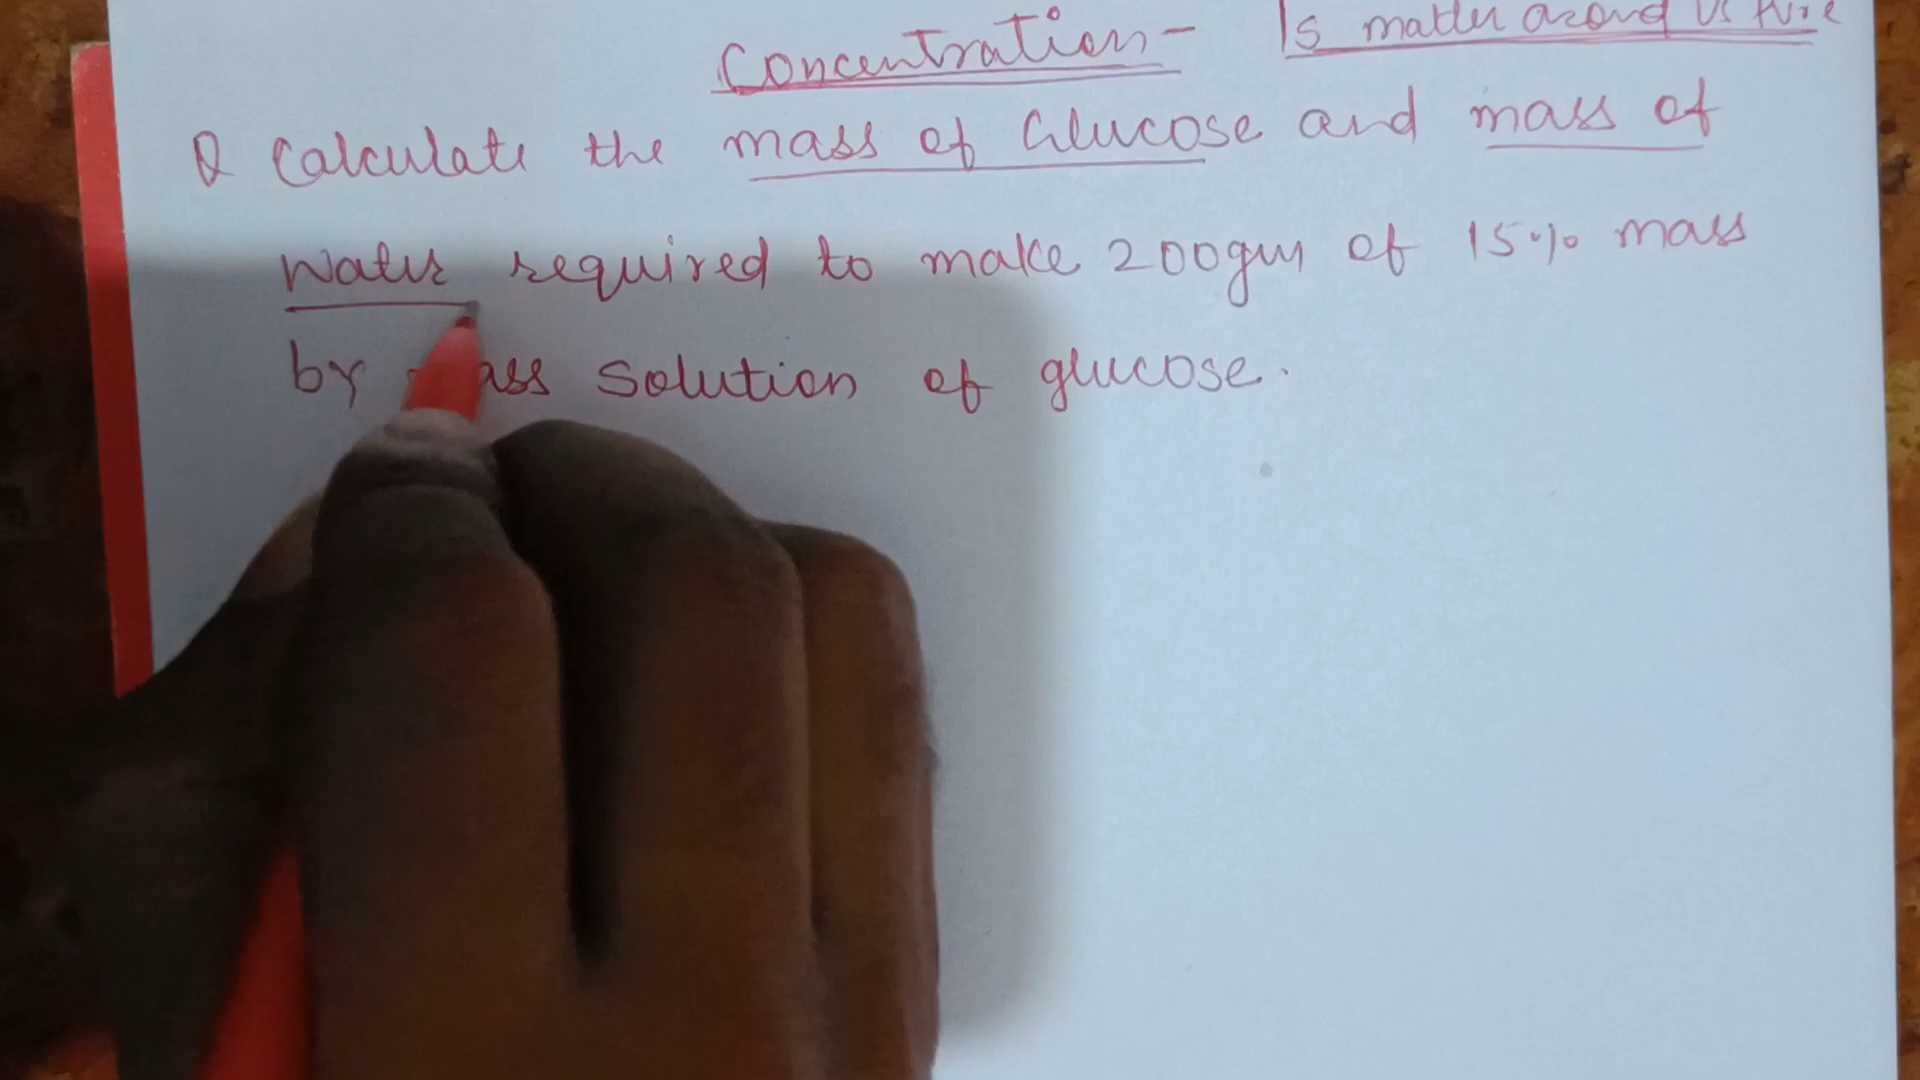 Concentration - Is matter around us Pure
Q Calculate the mass of Glucose and mass of
Water required to make 200gm of 15% mass
by mass solution of glucose.